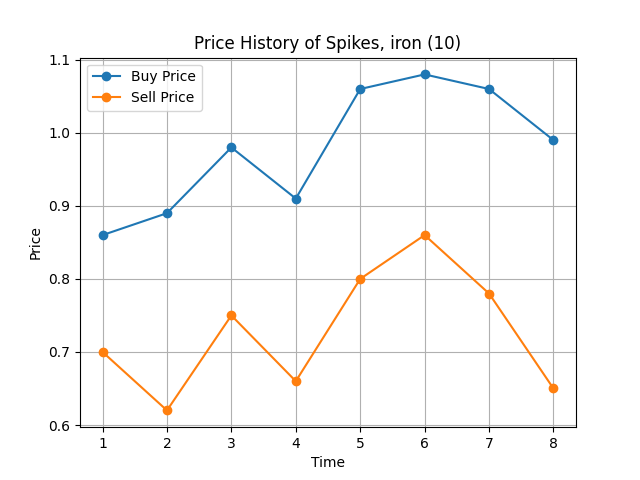 Price History of Spikes, iron (10)
Buy Price
Sell Price
Price
1.1
1.0
0.9
0.8
0.7
0.6
1 2 3 4 5 6 7 8
Time